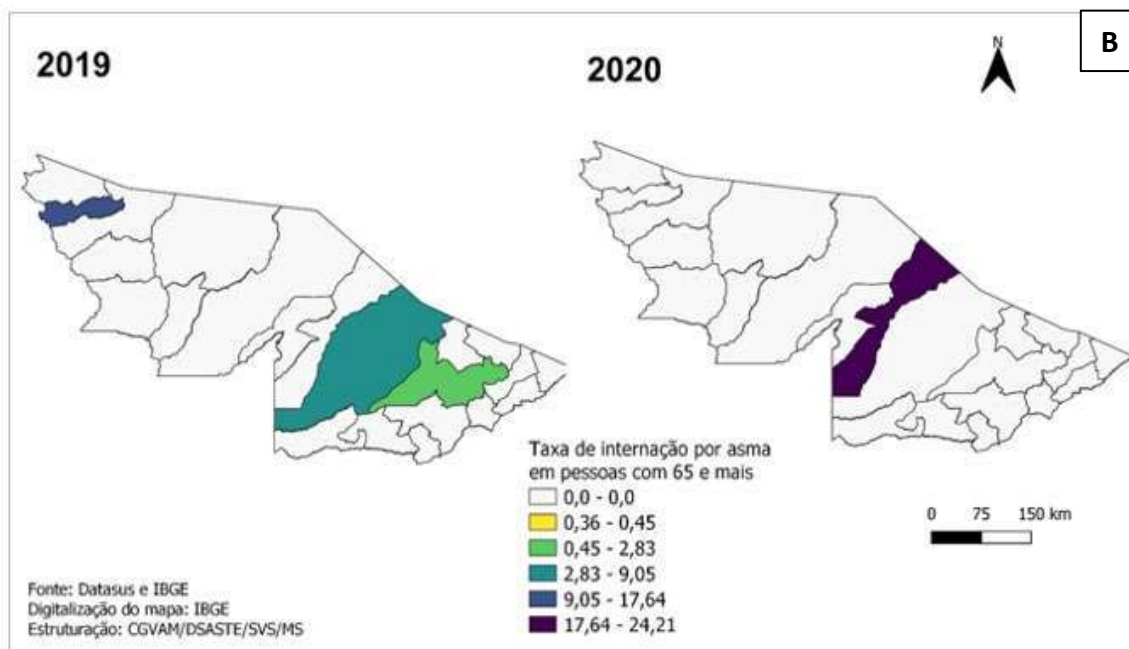 B
2019
2020
N
Taxa de internação por asma
em pessoas com 65 e mais
0,0 - 0,0
0,36 - 0,45
0,45 - 2,83
2,83 - 9,05
9,05 - 17,64
17,64 - 24,21
0 75 150 km
Fonte: Datasus e IBGE
Digitalização do mapa: IBGE
Estruturação: CGVAM/DSASTE/SVS/MS